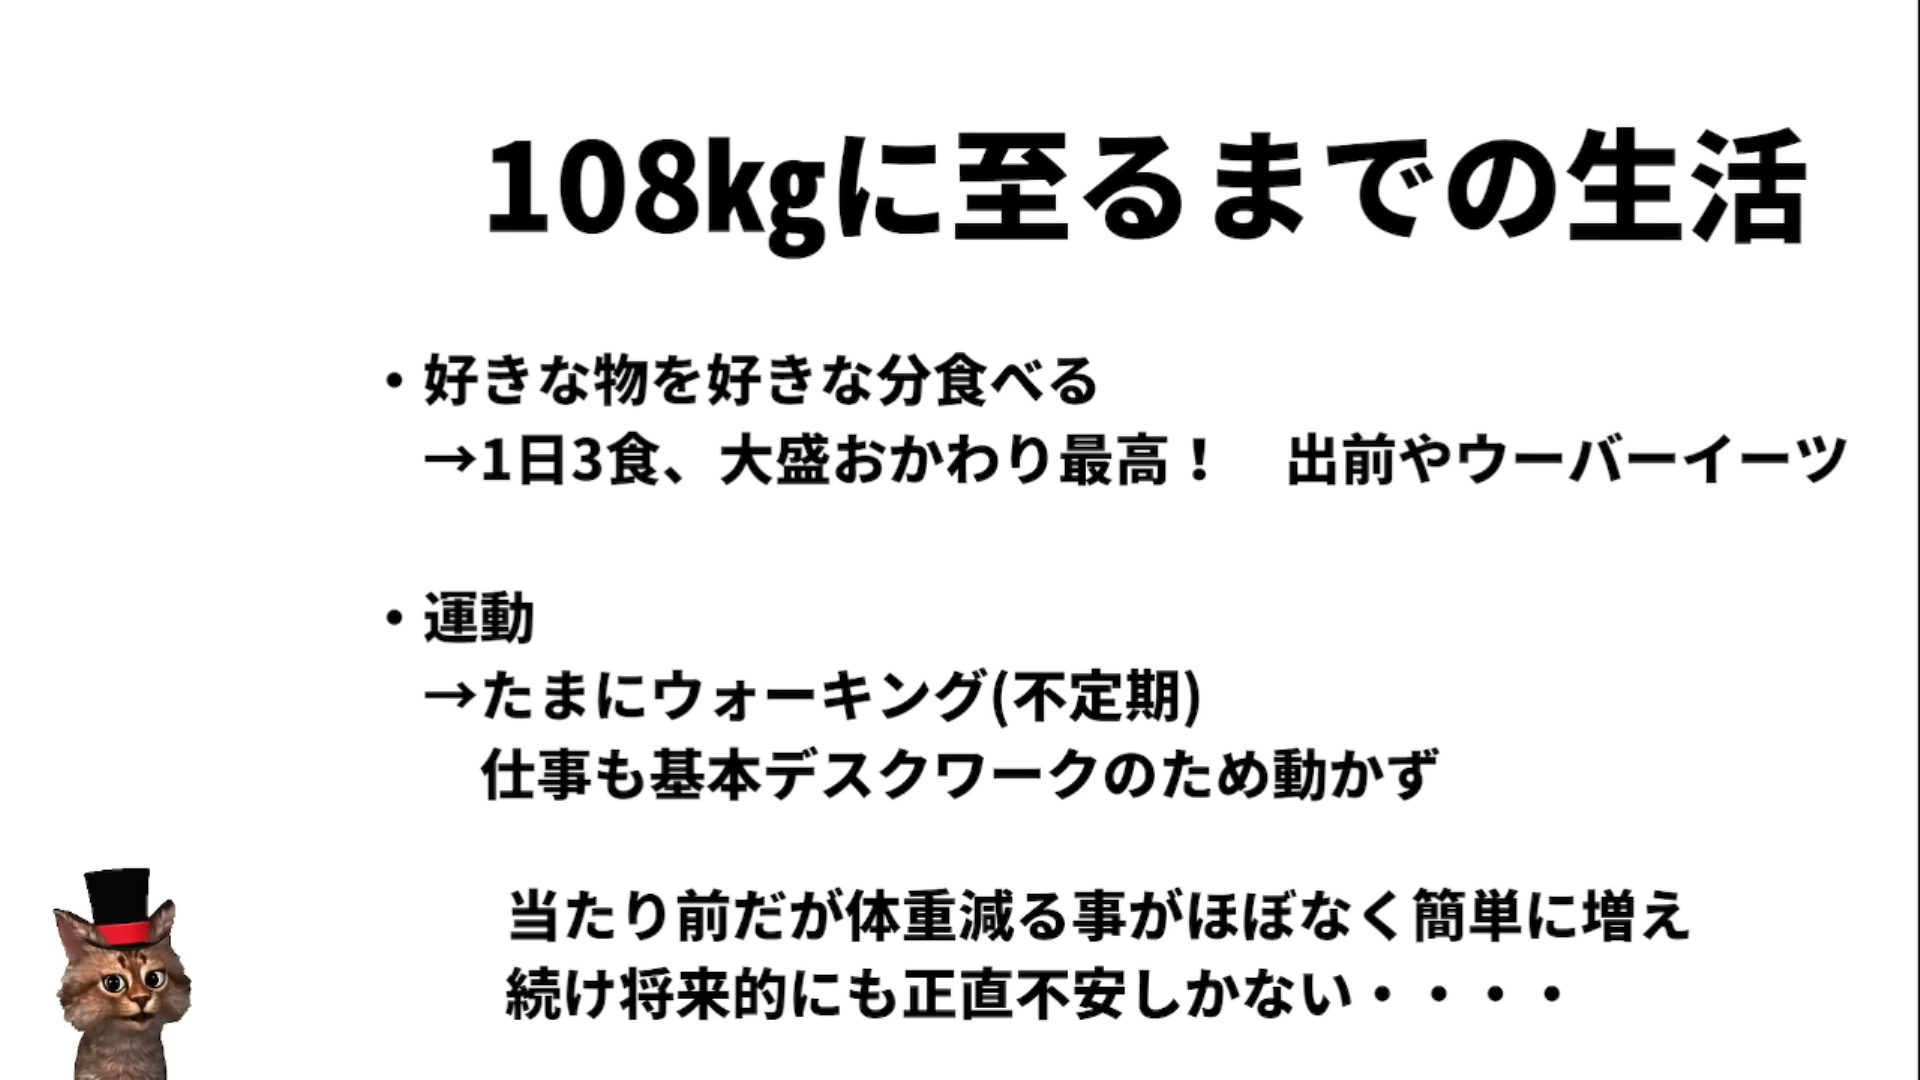 108kgに至るまでの生活
・好きな物を好きな分食べる
→1日3食、大盛おかわり最高！　出前やウーバーイーツ
・運動
→たまにウォーキング(不定期)
仕事も基本デスクワークのため動かず
当たり前だが体重減る事がほぼなく簡単に増え
続け将来的にも正直不安しかない・・・・